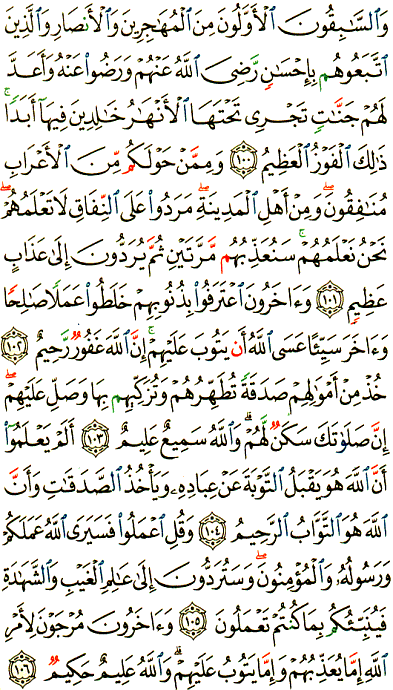 وَٱلسَّٰبِقُونَ ٱلْأَوَّلُونَ مِنَ ٱلْمُهَٰجِرِينَ وَٱلْأَنصَارِ وَٱلَّذِينَ
ٱتَّبَعُوهُم بِإِحْسَٰنٍ رَّضِىَ ٱللَّهُ عَنْهُمْ وَرَضُوا۟ عَنْهُ وَأَعَدَّ
لَهُمْ جَنَّٰتٍ تَجْرِى تَحْتَهَا ٱلْأَنْهَٰرُ خَٰلِدِينَ فِيهَآ أَبَدًا ۚ
ذَٰلِكَ ٱلْفَوْزُ ٱلْعَظِيمُ ١٠٠ وَمِمَّنْ حَوْلَكُم مِّنَ ٱلْأَعْرَابِ
مُنَٰفِقُونَ ۖ وَمِنْ أَهْلِ ٱلْمَدِينَةِ ۖ مَرَدُوا۟ عَلَى ٱلنِّفَاقِ لَا تَعْلَمُهُمْ ۖ
نَحْنُ نَعْلَمُهُمْ ۚ سَنُعَذِّبُهُم مَّرَّتَيْنِ ثُمَّ يُرَدُّونَ إِلَىٰ عَذَابٍ
عَظِيمٍ ١٠١ وَءَاخَرُونَ ٱعْتَرَفُوا۟ بِذُنُوبِهِمْ خَلَطُوا۟ عَمَلًا صَٰلِحًا
وَءَاخَرَ سَيِّئًا عَسَى ٱللَّهُ أَن يَتُوبَ عَلَيْهِمْ ۚ إِنَّ ٱللَّهَ غَفُورٌ رَّحِيمٌ ١٠٢
خُذْ مِنْ أَمْوَٰلِهِمْ صَدَقَةً تُطَهِّرُهُمْ وَتُزَكِّيهِم بِهَا وَصَلِّ عَلَيْهِمْ ۖ
إِنَّ صَلَوٰتَكَ سَكَنٌ لَّهُمْ ۗ وَٱللَّهُ سَمِيعٌ عَلِيمٌ ١٠٣ أَلَمْ يَعْلَمُوٓا۟
أَنَّ ٱللَّهَ هُوَ يَقْبَلُ ٱلتَّوْبَةَ عَنْ عِبَادِهِۦ وَيَأْخُذُ ٱلصَّدَقَٰتِ وَأَنَّ
ٱللَّهَ هُوَ ٱلتَّوَّابُ ٱلرَّحِيمُ ١٠٤ وَقُلِ ٱعْمَلُوا۟ فَسَيَرَى ٱللَّهُ عَمَلَكُمْ
وَرَسُولُهُۥ وَٱلْمُؤْمِنُونَ ۖ وَسَتُرَدُّونَ إِلَىٰ عَٰلِمِ ٱلْغَيْبِ وَٱلشَّهَٰدَةِ
فَيُنَبِّئُكُم بِمَا كُنتُمْ تَعْمَلُونَ ١٠٥ وَءَاخَرُونَ مُرْجَوْنَ لِأَمْرِ
ٱللَّهِ إِمَّا يُعَذِّبُهُمْ وَإِمَّا يَتُوبُ عَلَيْهِمْ ۗ وَٱللَّهُ عَلِيمٌ حَكِيمٌ ١٠٦